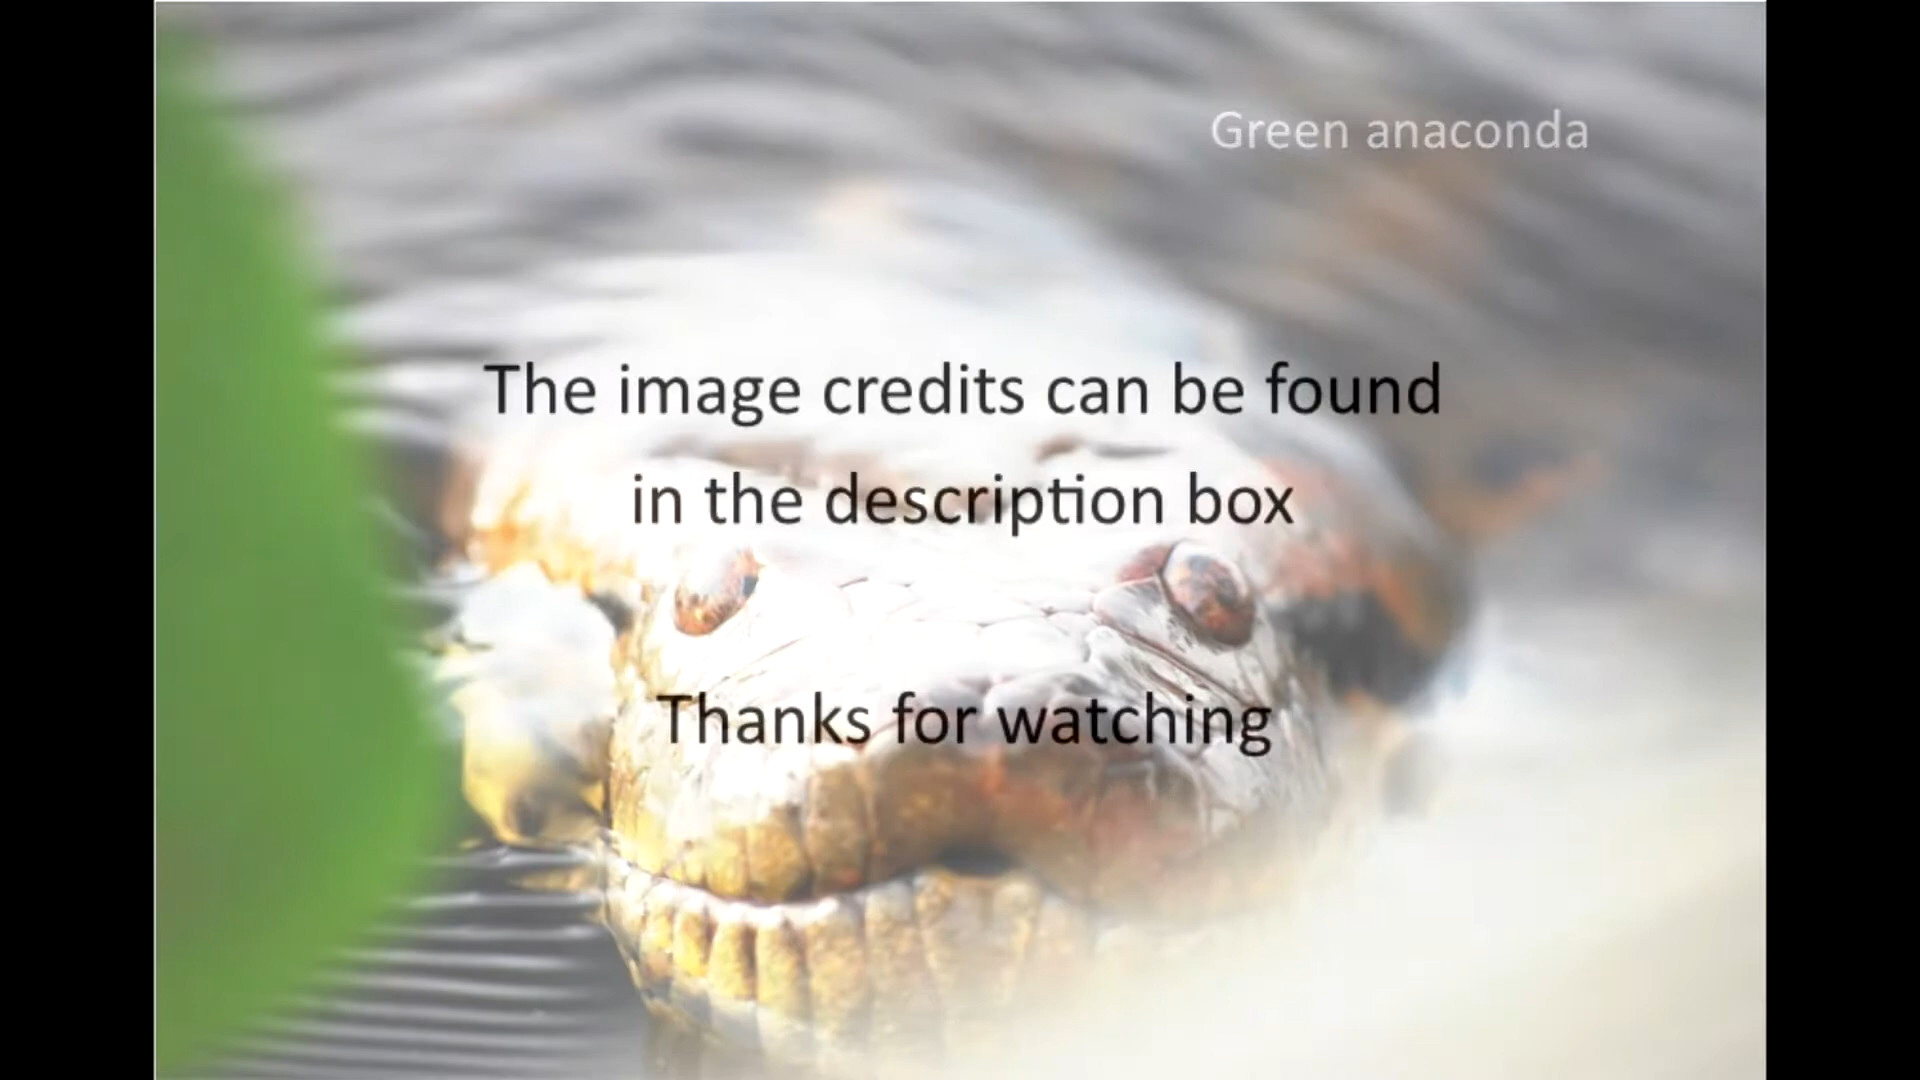 Green anaconda
The image credits can be found
in the description box
Thanks for watching